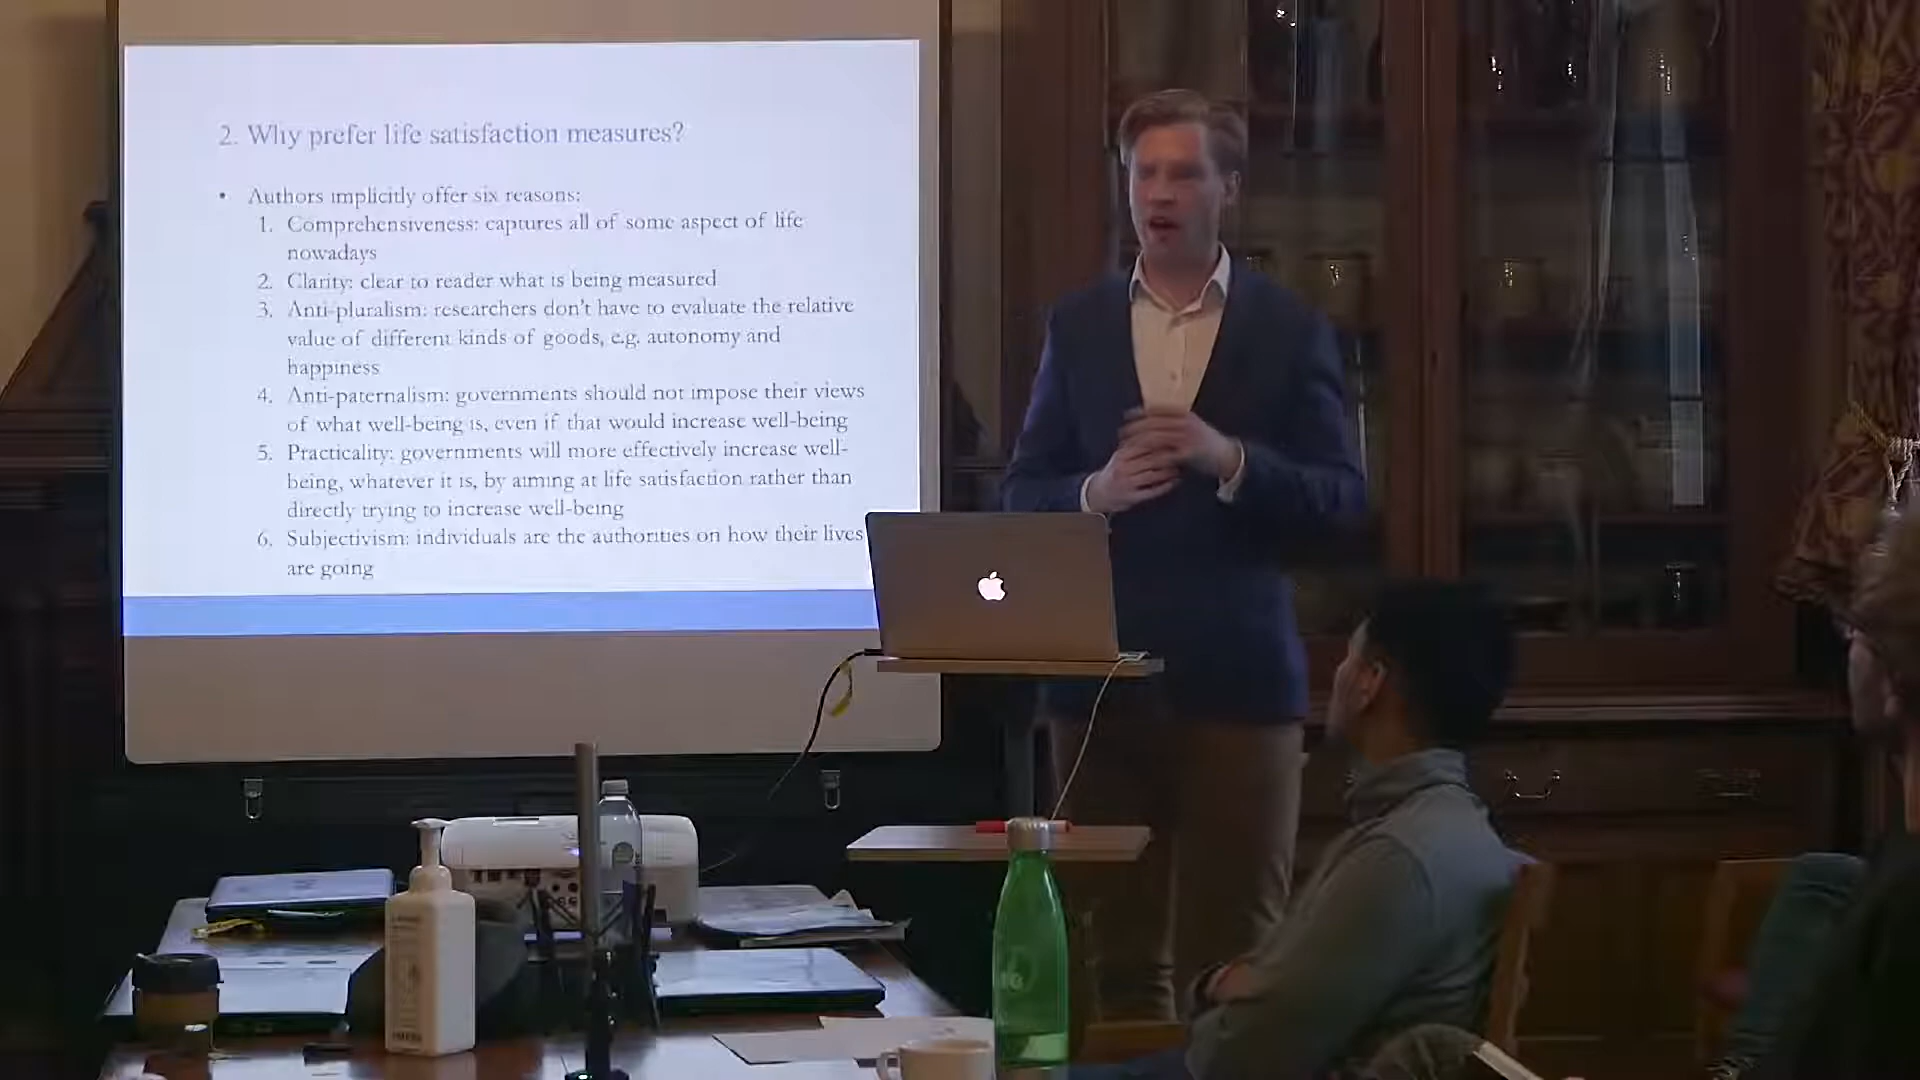 2. Why prefer life satisfaction measures?
• Authors implicitly offer six reasons:
1. Comprehensiveness: captures all of some aspect of life
nowadays
2. Clarity: clear to reader what is being measured
3. Anti-pluralism: researchers don't have to evaluate the relative
value of different kinds of goods, e.g. autonomy and
happiness
4. Anti-paternalism: governments should not impose their views
of what well-being is, even if that would increase well-being
5. Practicality: governments will more effectively increase well-
being, whatever it is, by aiming at life satisfaction rather than
directly trying to increase well-being
6. Subjectivism: individuals are the authorities on how their lives
are going